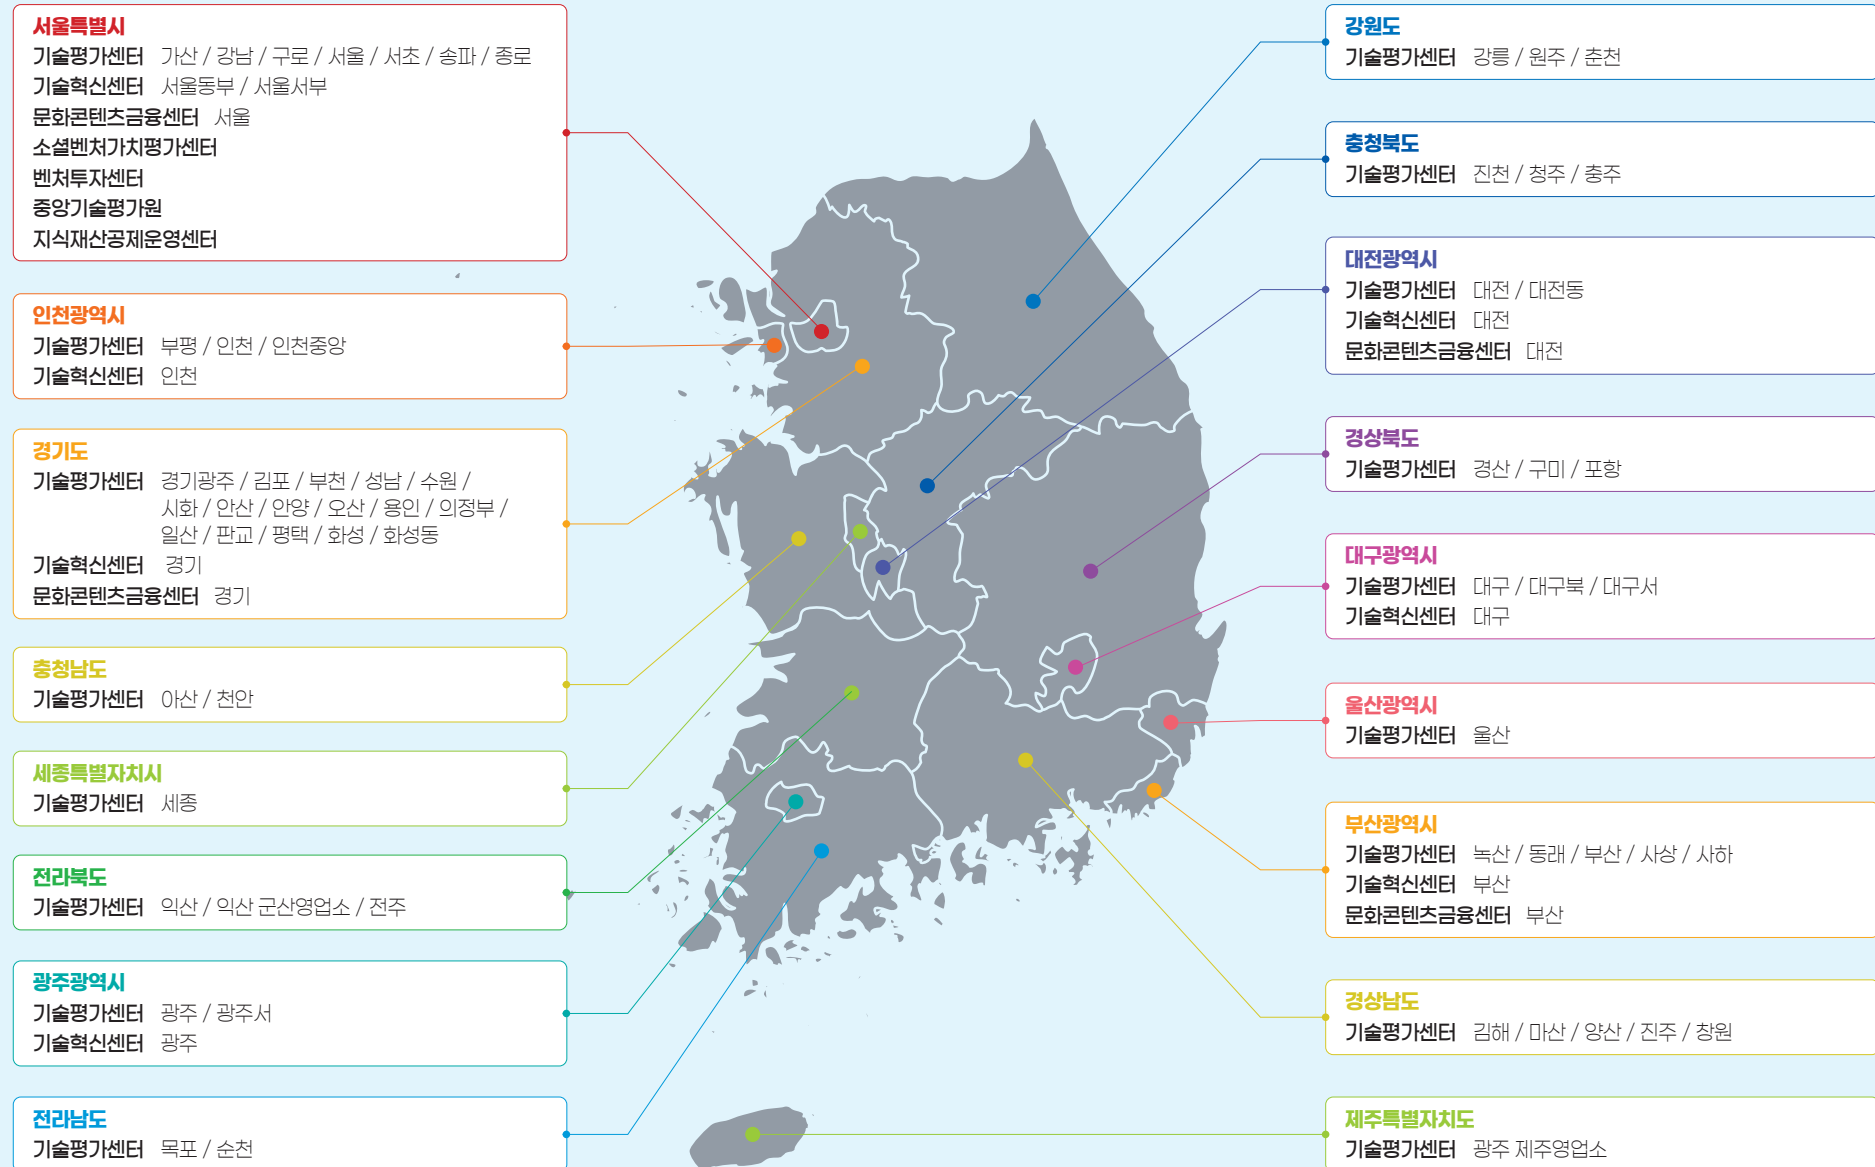 서울특별시
기술평가센터 가산 / 강남 / 구로 / 서울 / 서초 / 송파 / 종로
기술혁신센터 서울동부 / 서울서부
문화콘텐츠금융센터 서울
소셜벤처가치평가센터
벤처투자센터
중앙기술평가원
지식재산공제운영센터
인천광역시
기술평가센터 부평 / 인천 / 인천중앙
기술혁신센터 인천
경기도
기술평가센터 경기광주 / 김포 / 부천 / 성남 / 수원 /
시화 / 안산 / 안양 / 오산 / 용인 / 의정부 /
일산 / 판교 / 평택 / 화성 / 화성동
기술혁신센터 경기
문화콘텐츠금융센터 경기
충청남도
기술평가센터 아산 / 천안
세종특별자치시
기술평가센터 세종
전라북도
기술평가센터 익산 / 익산 군산영업소 / 전주
광주광역시
기술평가센터 광주 / 광주서
기술혁신센터 광주
전라남도
기술평가센터 목포 / 순천
강원도
기술평가센터 강릉 / 원주 / 춘천
충청북도
기술평가센터 진천 / 청주 / 충주
대전광역시
기술평가센터 대전 / 대전동
기술혁신센터 대전
문화콘텐츠금융센터 대전
경상북도
기술평가센터 경산 / 구미 / 포항
대구광역시
기술평가센터 대구 / 대구북 / 대구서
기술혁신센터 대구
울산광역시
기술평가센터 울산
부산광역시
기술평가센터 녹산 / 동래 / 부산 / 사상 / 사하
기술혁신센터 부산
문화콘텐츠금융센터 부산
경상남도
기술평가센터 김해 / 마산 / 양산 / 진주 / 창원
제주특별자치도
기술평가센터 광주 제주영업소